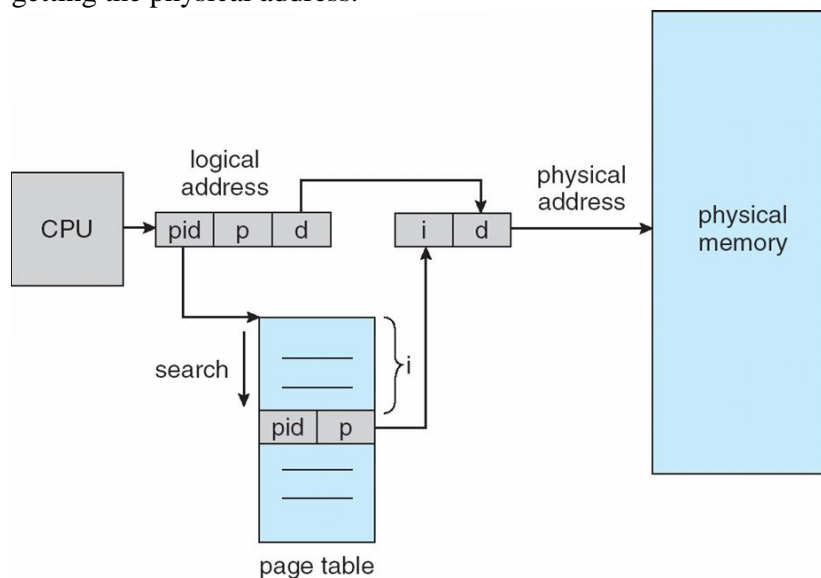 getting the physical address.
logical
address
physical
address
CPU
pid p d
i d
physical
memory
search
i
pid p
page table